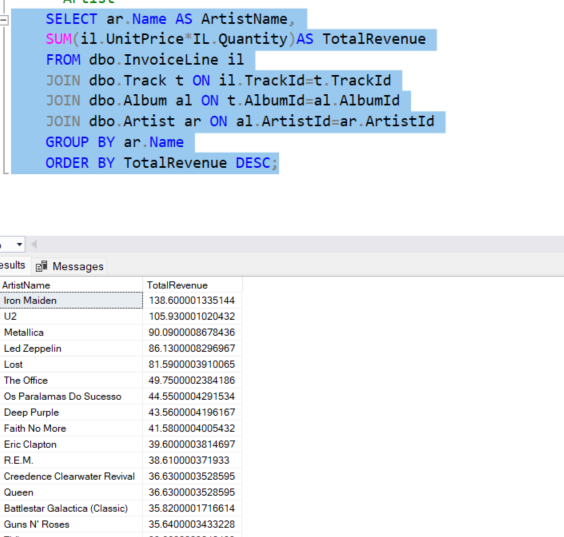 Artist
SELECT ar.Name AS ArtistName,
SUM(il.UnitPrice*IL.Quantity)AS TotalRevenue
FROM dbo.InvoiceLine il
JOIN dbo.Track t ON il.TrackId=t.TrackId
JOIN dbo.Album al ON t.AlbumId=al.AlbumId
JOIN dbo.Artist ar ON al.ArtistId=ar.ArtistId
GROUP BY ar.Name
ORDER BY TotalRevenue DESC;
esults Messages
ArtistName TotalRevenue
Iron Maiden 138.600001335144
U2 105.930001020432
Metallica 90.0900008678436
Led Zeppelin 86.1300008296967
Lost 81.5900003910065
The Office 49.7500002384186
Os Paralamas Do Sucesso 44.5500004291534
Deep Purple 43.5600004196167
Faith No More 41.5800004005432
Eric Clapton 39.6000003814697
R.E.M. 38.610000371933
Creedence Clearwater Revival 36.6300003528595
Queen 36.6300003528595
Battlestar Galactica (Classic) 35.8200001716614
Guns N' Roses 35.6400003433228